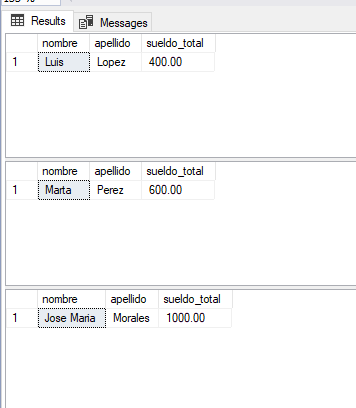 Results Messages
nombre apellido sueldo_total
1 Luis Lopez 400.00
nombre apellido sueldo_total
1 Marta Perez 600.00
nombre apellido sueldo_total
1 Jose Maria Morales 1000.00